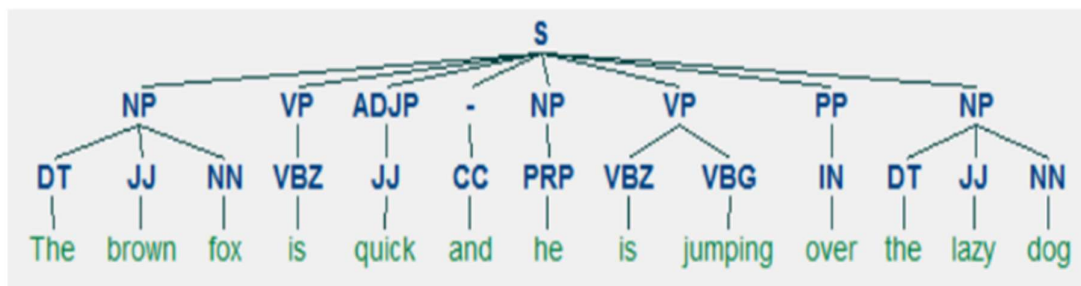 S
NP VP ADJP - NP VP PP NP
DT JJ NN VBZ JJ CC PRP VBZ VBG IN DT JJ NN
The brown fox is quick and he is jumping over the lazy dog